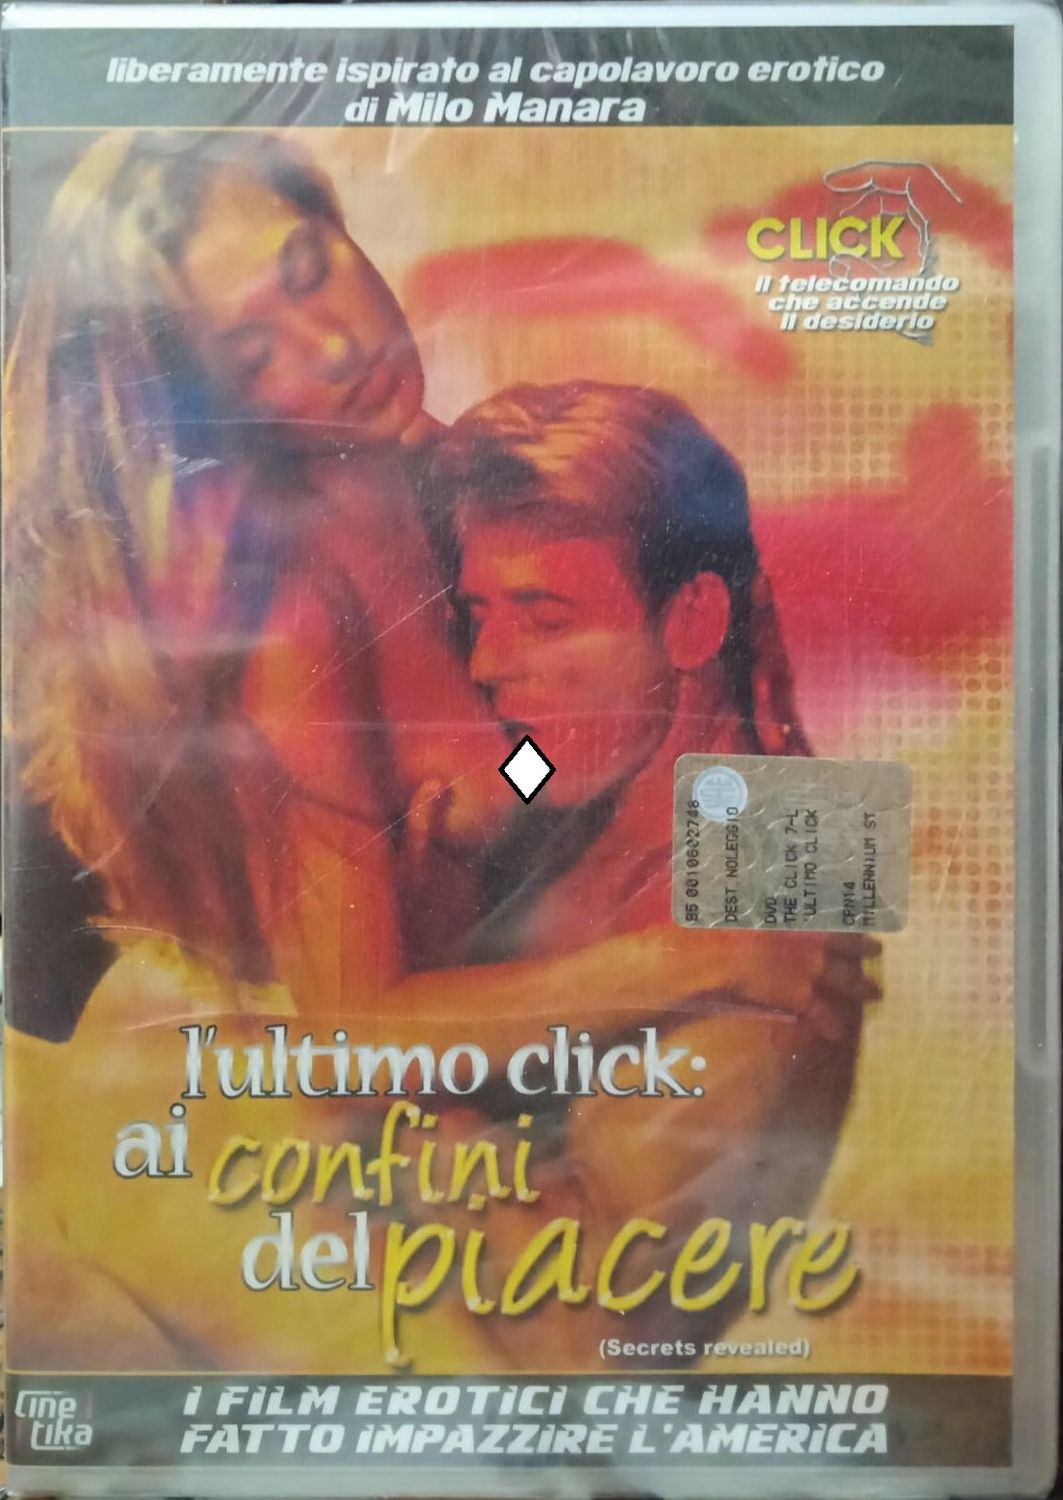 liberamente ispirato al capolavoro erotico
di Milo Manara
CLICK
Il telecomando
che accende
il desiderio
BS 0010602748
DEST NOLEGGIO
DVD
THE CLICK 7-L
'ULTIMO CLICK
CPN14
MILLENNIUM ST
l'ultimo click:
ai confini
del piacere
(Secrets revealed)
Cine
tika
I FILM EROTICI CHE HANNO
FATTO IMPAZZIRE L'AMERICA